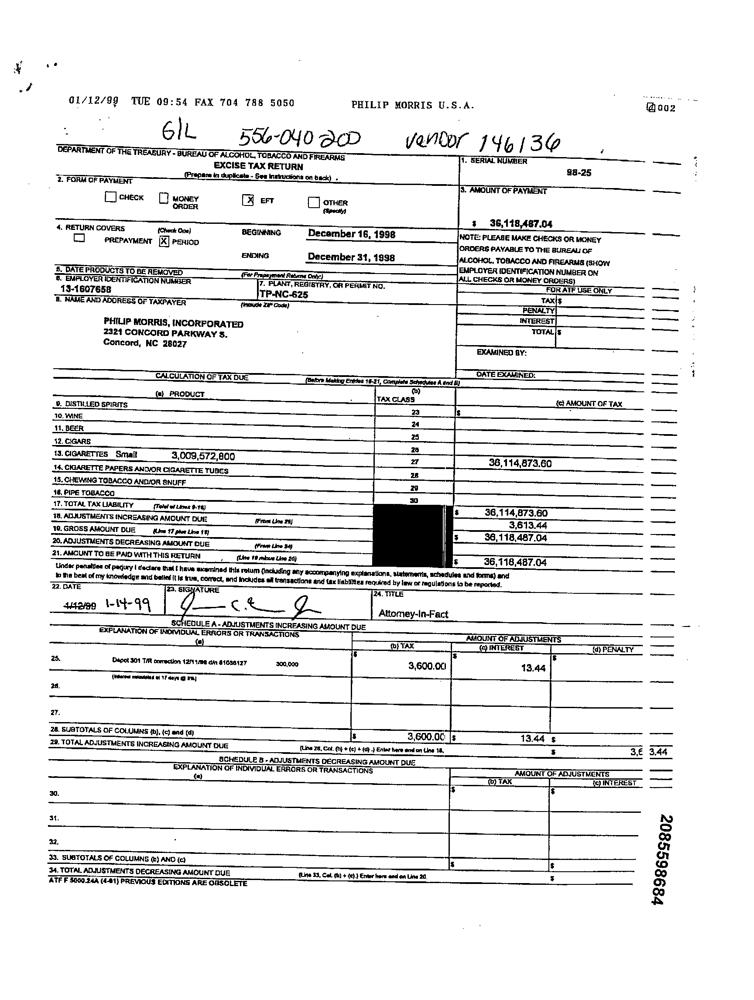 01/12/99 TUE 09:54 FAX 704 788 5050 PHILIP MORRIS U.S.A. 002
G/L 556-040 200 vendor 146136
DEPARTMENT OF THE TREASURY - BUREAU OF ALCOHOL, TOBACCO AND FIREARMS
EXCISE TAX RETURN
(Prepare in duplicate - See Instructions on back) .
1. SERIAL NUMBER
98-25
2. FORM OF PAYMENT
CHECK MONEY ORDER X EFT OTHER (Specify)
3. AMOUNT OF PAYMENT
$ 36,118,487.04
4. RETURN COVERS (Check One)
PREPAYMENT X PERIOD
BEGINNING December 16, 1998
ENDING December 31, 1998
NOTE: PLEASE MAKE CHECKS OR MONEY
ORDERS PAYABLE TO THE BUREAU OF
ALCOHOL, TOBACCO AND FIREARMS (SHOW
EMPLOYER IDENTIFICATION NUMBER ON
ALL CHECKS OR MONEY ORDERS)
5. DATE PRODUCTS TO BE REMOVED (For Prepayment Returns Only)
6. EMPLOYER IDENTIFICATION NUMBER
13-1607658
7. PLANT, REGISTRY, OR PERMIT NO.
TP-NC-625
8. NAME AND ADDRESS OF TAXPAYER (Include ZIP Code)
PHILIP MORRIS, INCORPORATED
2321 CONCORD PARKWAY S.
Concord, NC 28027
FOR ATF USE ONLY
TAX $
PENALTY
INTEREST
TOTAL $
EXAMINED BY:
DATE EXAMINED:
CALCULATION OF TAX DUE (Before Making Entries 18-21, Complete Schedules A and B)
(a) PRODUCT (b) TAX CLASS (c) AMOUNT OF TAX
9. DISTILLED SPIRITS 23 $
10. WINE 24
11. BEER 25
12. CIGARS 26
13. CIGARETTES Small 3,009,572,800 27 36,114,873.60
14. CIGARETTE PAPERS AND/OR CIGARETTE TUBES 28
15. CHEWING TOBACCO AND/OR SNUFF 29
16. PIPE TOBACCO 30
17. TOTAL TAX LIABILITY (Total of Lines 9-16) $ 36,114,873.60
18. ADJUSTMENTS INCREASING AMOUNT DUE (From Line 29) 3,613.44
19. GROSS AMOUNT DUE (Line 17 plus Line 18) $ 36,118,487.04
20. ADJUSTMENTS DECREASING AMOUNT DUE (From Line 34)
21. AMOUNT TO BE PAID WITH THIS RETURN (Line 19 minus Line 20) $ 36,118,487.04
Under penalties of perjury I declare that I have examined this return (including any accompanying explanations, statements, schedules and forms) and
to the best of my knowledge and belief it is true, correct, and includes all transactions and tax liabilities required by law or regulations to be reported.
22. DATE 23. SIGNATURE 24. TITLE
1/12/99 1-14-99 Attorney-In-Fact
SCHEDULE A - ADJUSTMENTS INCREASING AMOUNT DUE
EXPLANATION OF INDIVIDUAL ERRORS OR TRANSACTIONS
(a)
AMOUNT OF ADJUSTMENTS
(b) TAX (c) INTEREST (d) PENALTY
25. Depot 301 T/R correction 12/11/98 300,000 $ 3,600.00 $ 13.44 $
(Interest calculated at 17 days @ 8%)
26.
27.
28. SUBTOTALS OF COLUMNS (b), (c) and (d) $ 3,600.00 $ 13.44 $
29. TOTAL ADJUSTMENTS INCREASING AMOUNT DUE (Line 28, Col. (b) + (c) + (d) .) Enter here and on Line 18. $ 3,6 3.44
SCHEDULE B - ADJUSTMENTS DECREASING AMOUNT DUE
EXPLANATION OF INDIVIDUAL ERRORS OR TRANSACTIONS
(a)
AMOUNT OF ADJUSTMENTS
(b) TAX (c) INTEREST
30. $ $
31.
32.
33. SUBTOTALS OF COLUMNS (b) AND (c) $ $
34. TOTAL ADJUSTMENTS DECREASING AMOUNT DUE (Line 33, Col. (b) + (c) ) Enter here and on Line 20. $
ATF F 5000.24A (4-91) PREVIOUS EDITIONS ARE OBSOLETE
2085598684